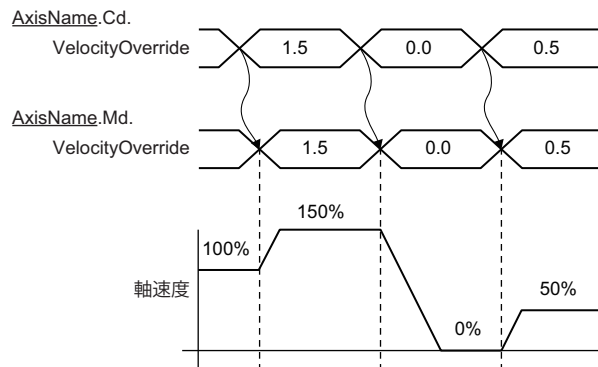 AxisName.Cd.
VelocityOverride
1.5
0.0
0.5
AxisName.Md.
VelocityOverride
1.5
0.0
0.5
150%
100%
軸速度
50%
0%